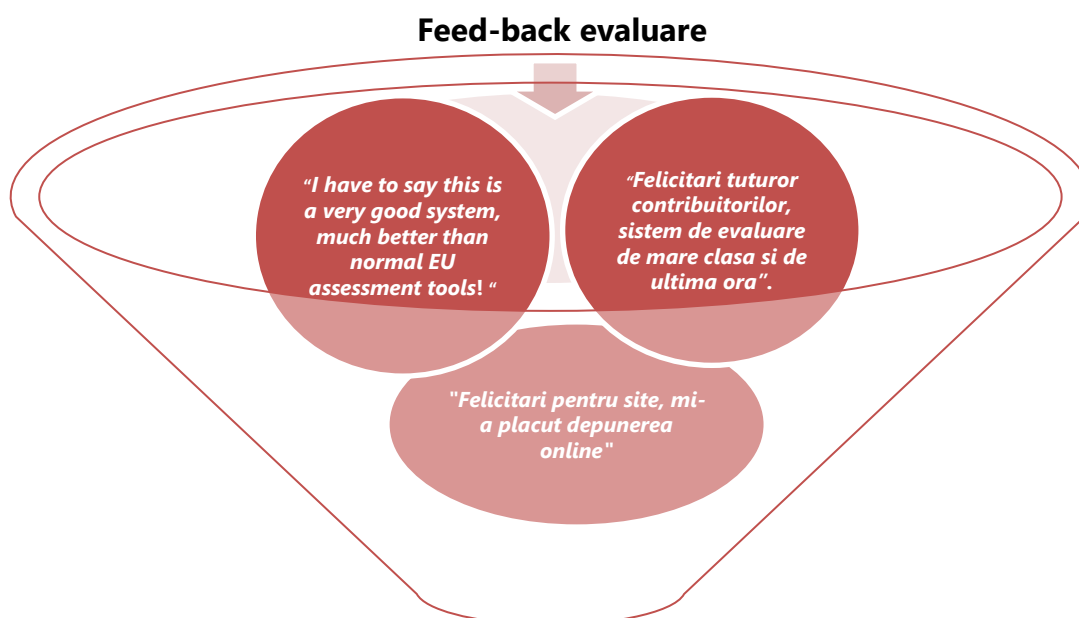 Feed-back evaluare
“I have to say this is
a very good system,
much better than
normal EU
assessment tools! “
“Felicitari tuturor
contribuitorilor,
sistem de evaluare
de mare clasa si de
ultima ora”.
"Felicitari pentru site, mi-
a placut depunerea
online"